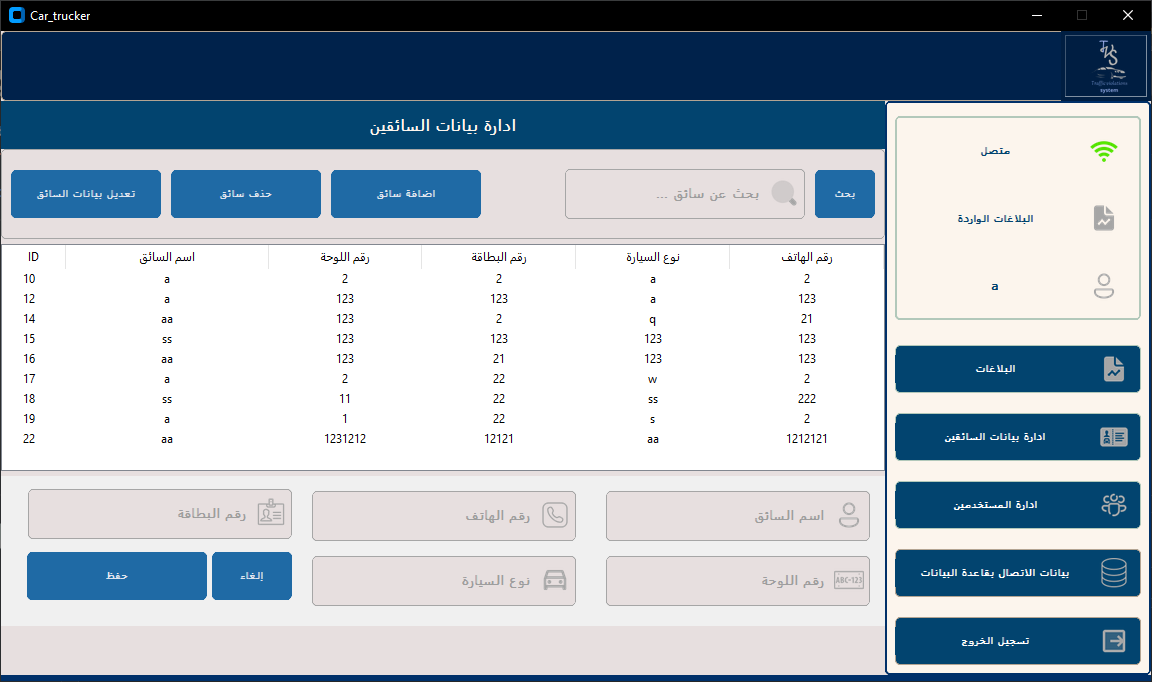 Car_trucker
TKS
Traffic violations
system
ادارة بيانات السائقين
متصل
البلاغات الواردة
a
تعديل بيانات السائق
حذف سائق
اضافة سائق
بحث عن سائق ...
بحث
ID اسم السائق رقم اللوحة رقم البطاقة نوع السيارة رقم الهاتف
10 a 2 2 a 2
12 a 123 123 a 123
14 aa 123 2 q 21
15 ss 123 123 123 123
16 aa 123 21 123 123
17 a 2 22 w 2
18 ss 11 22 ss 222
19 a 1 22 s 2
22 aa 1231212 12121 aa 1212121
البلاغات
ادارة بيانات السائقين
ادارة المستخدمين
بيانات الاتصال بقاعدة البيانات
تسجيل الخروج
اسم السائق
رقم الهاتف
رقم البطاقة
ABC-123
رقم اللوحة
نوع السيارة
إلغاء
حفظ